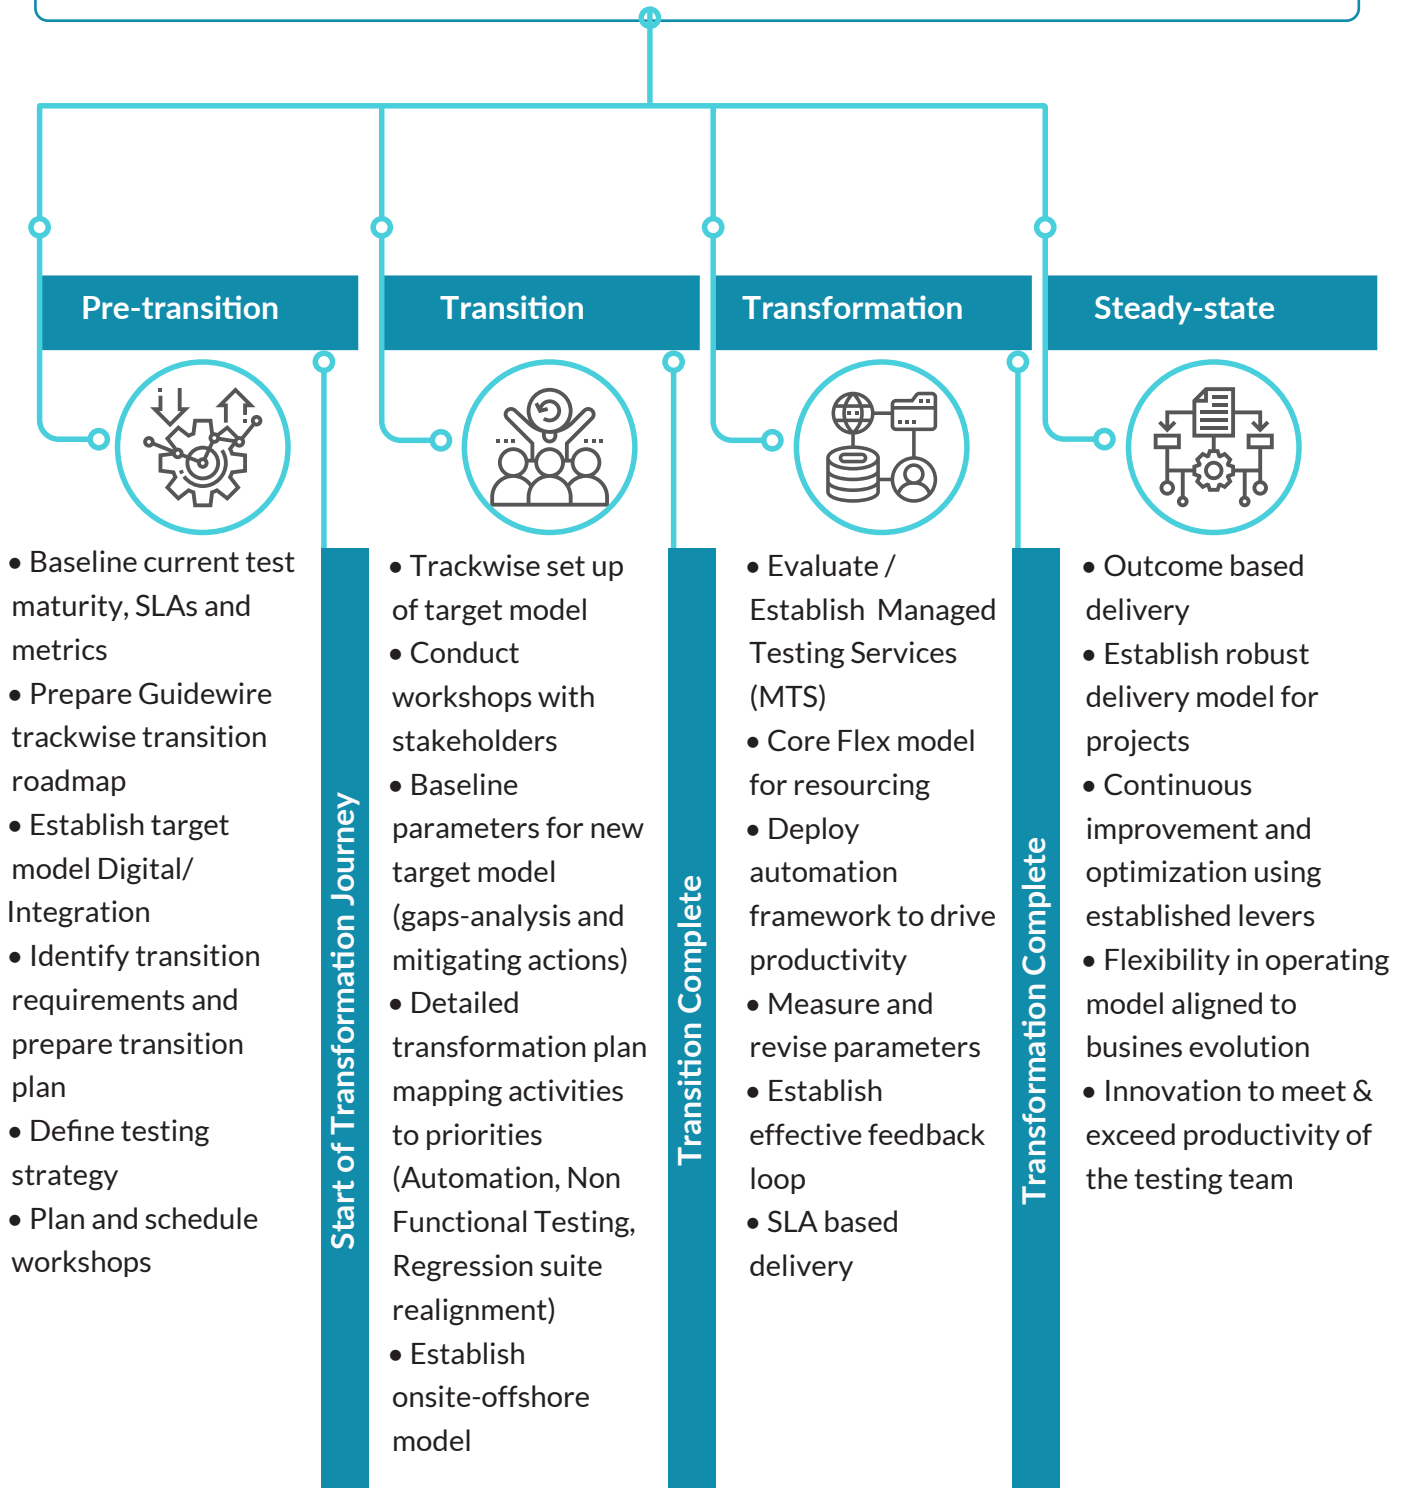 Pre-transition
• Baseline current test
maturity, SLAs and
metrics
• Prepare Guidewire
trackwise transition
roadmap
• Establish target
model Digital/
Integration
• Identify transition
requirements and
prepare transition
plan
• Define testing
strategy
• Plan and schedule
workshops
Start of Transformation Journey
Transition
• Trackwise set up
of target model
• Conduct
workshops with
stakeholders
• Baseline
parameters for new
target model
(gaps-analysis and
mitigating actions)
• Detailed
transformation plan
mapping activities
to priorities
(Automation, Non
Functional Testing,
Regression suite
realignment)
• Establish
onsite-offshore
model
Transition Complete
Transformation
• Evaluate /
Establish  Managed
Testing Services
(MTS)
• Core Flex model
for resourcing
• Deploy
automation
framework to drive
productivity
• Measure and
revise parameters
• Establish
effective feedback
loop
• SLA based
delivery
Transformation Complete
Steady-state
• Outcome based
delivery
• Establish robust
delivery model for
projects
• Continuous
improvement and
optimization using
established levers
• Flexibility in operating
model aligned to
busines evolution
• Innovation to meet &
exceed productivity of
the testing team